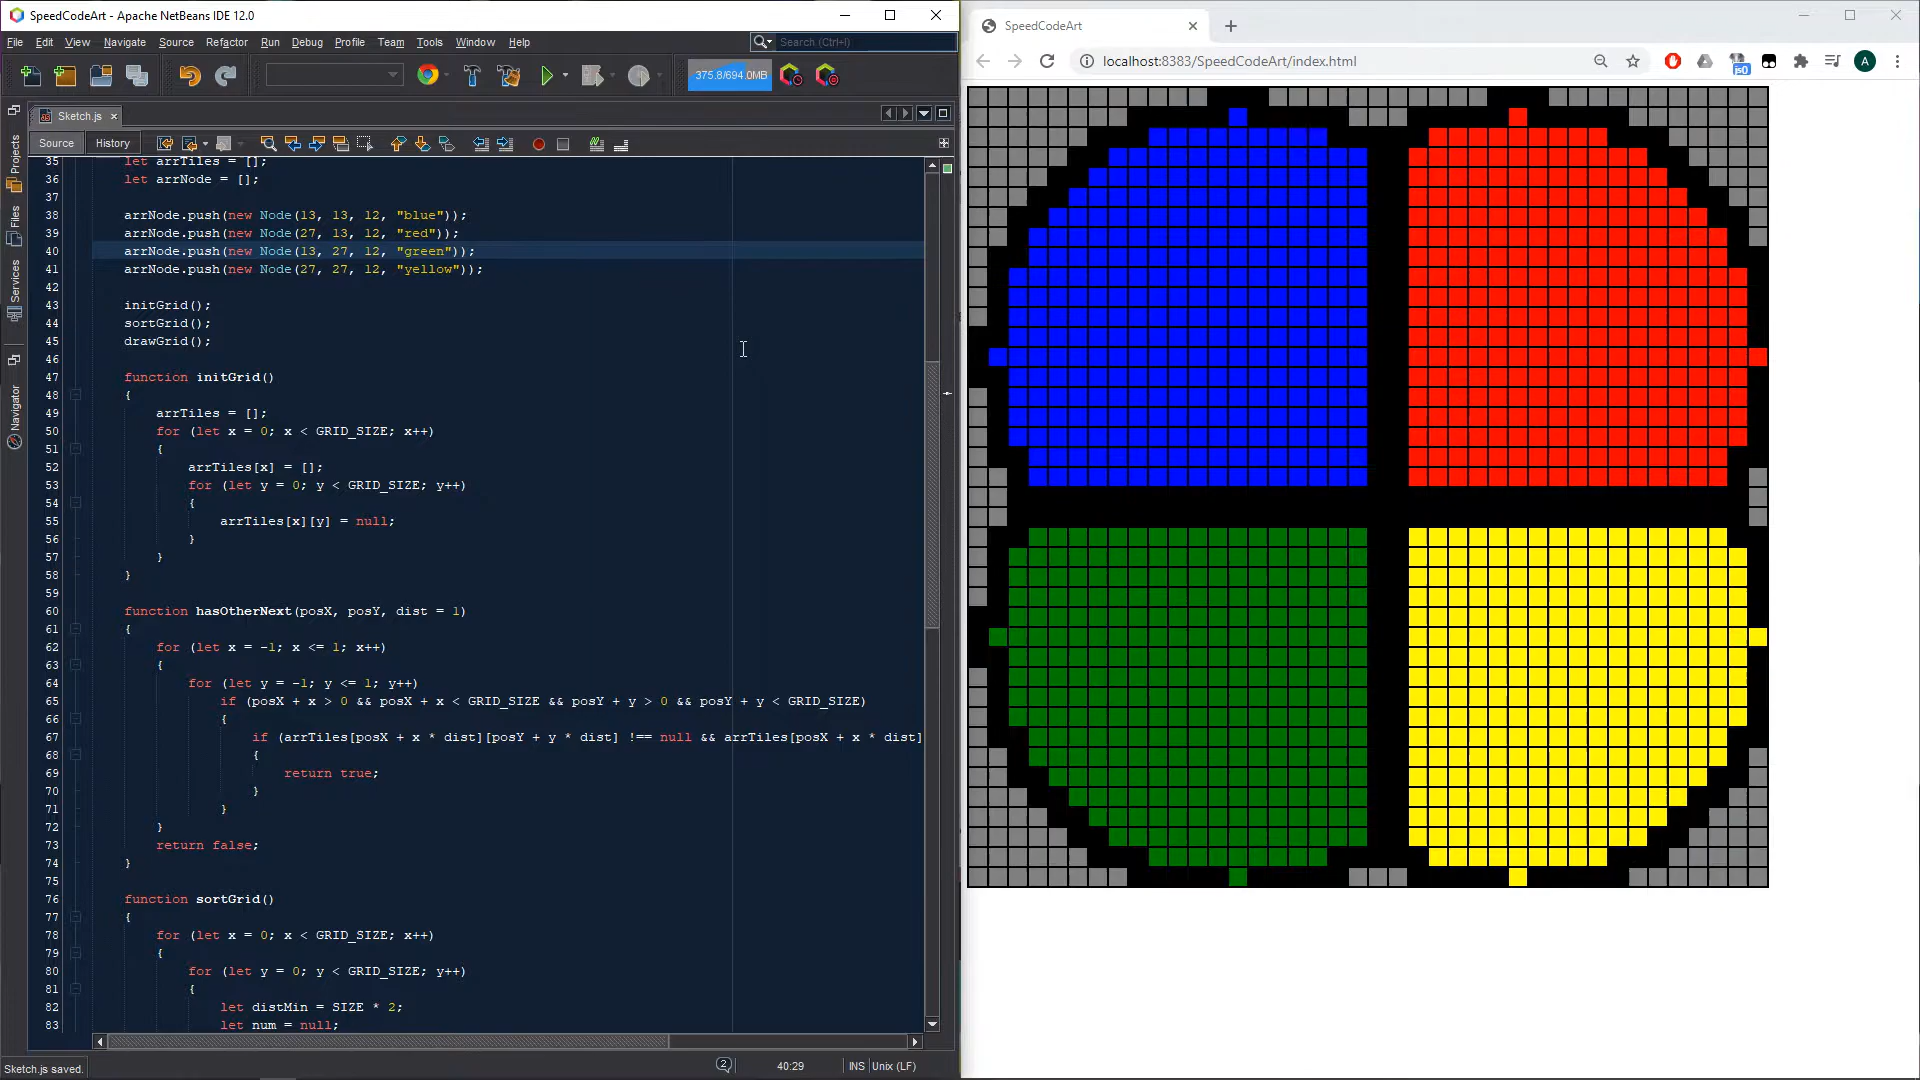 SpeedCodeArt - Apache NetBeans IDE 12.0
File Edit View Navigate Source Refactor Run Debug Profile Team Tools Window Help
Search (Ctrl+I)
375.8/694.0MB
Sketch.js
Source History
Projects
Files
Services
Navigator
35 let arrTiles = [];
36 let arrNode = [];
37
38 arrNode.push(new Node(13, 13, 12, "blue"));
39 arrNode.push(new Node(27, 13, 12, "red"));
40 arrNode.push(new Node(13, 27, 12, "green"));
41 arrNode.push(new Node(27, 27, 12, "yellow"));
42
43 initGrid();
44 sortGrid();
45 drawGrid();
46
47 function initGrid()
48 {
49 arrTiles = [];
50 for (let x = 0; x < GRID_SIZE; x++)
51 {
52 arrTiles[x] = [];
53 for (let y = 0; y < GRID_SIZE; y++)
54 {
55 arrTiles[x][y] = null;
56 }
57 }
58 }
59
60 function hasOtherNext(posX, posY, dist = 1)
61 {
62 for (let x = -1; x <= 1; x++)
63 {
64 for (let y = -1; y <= 1; y++)
65 if (posX + x > 0 && posX + x < GRID_SIZE && posY + y > 0 && posY + y < GRID_SIZE)
66 {
67 if (arrTiles[posX + x * dist][posY + y * dist] !== null && arrTiles[posX + x * dist]
68 {
69 return true;
70 }
71 }
72 }
73 return false;
74 }
75
76 function sortGrid()
77 {
78 for (let x = 0; x < GRID_SIZE; x++)
79 {
80 for (let y = 0; y < GRID_SIZE; y++)
81 {
82 let distMin = SIZE * 2;
83 let num = null;
Sketch.js saved.
2
40:29
INS Unix (LF)
SpeedCodeArt
localhost:8383/SpeedCodeArt/index.html
js0
A